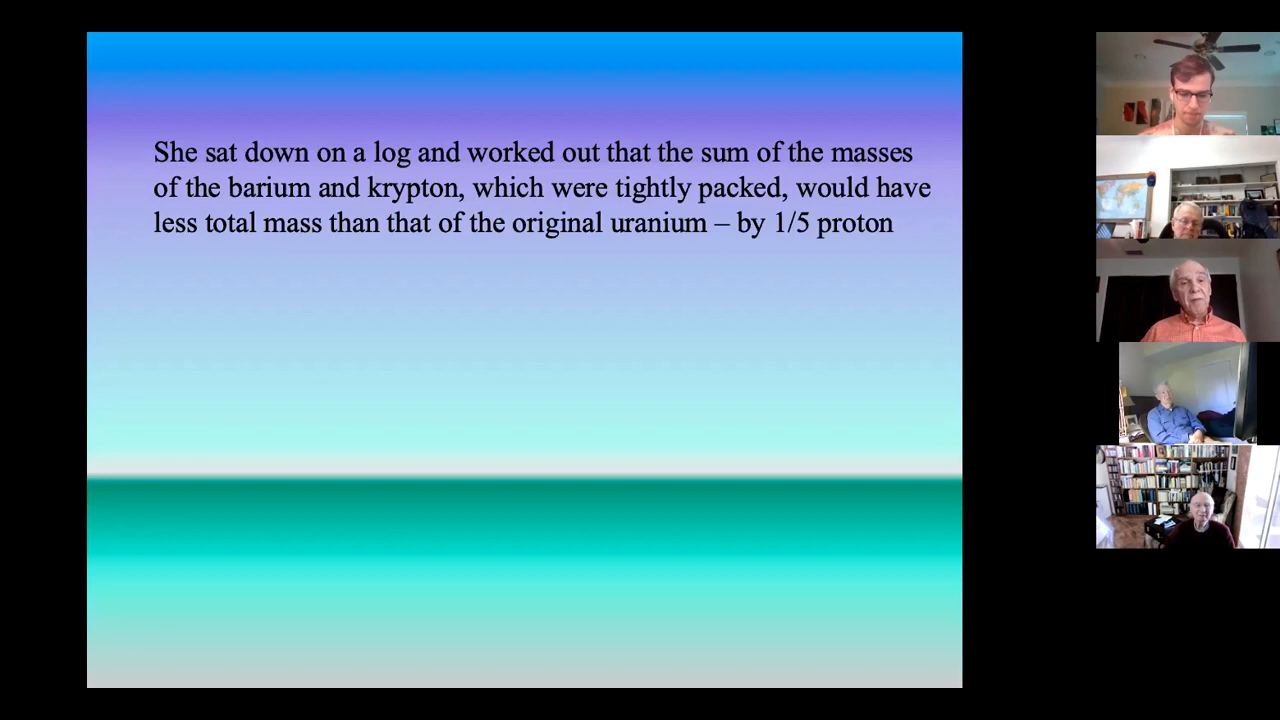 She sat down on a log and worked out that the sum of the masses
of the barium and krypton, which were tightly packed, would have
less total mass than that of the original uranium – by 1/5 proton